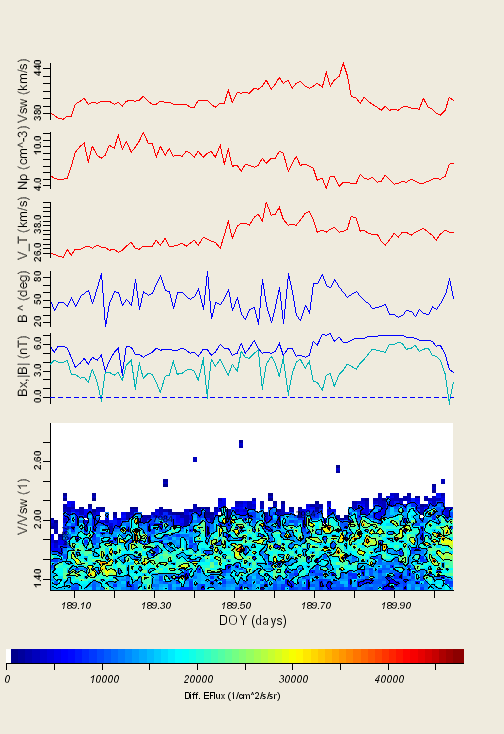 440
380
Vsw (km/s)
10.0
4.0
Np (cm^-3)
38.0
26.0
V_T (km/s)
80
50
20
B ^ (deg)
6.0
3.0
0.0
Bx,|B| (nT)
2.60
2.00
1.40
V/Vsw (1)
189.10 189.30 189.50 189.70 189.90
DOY (days)
0 10000 20000 30000 40000
Diff. EFlux (1/cm^2/s/sr)